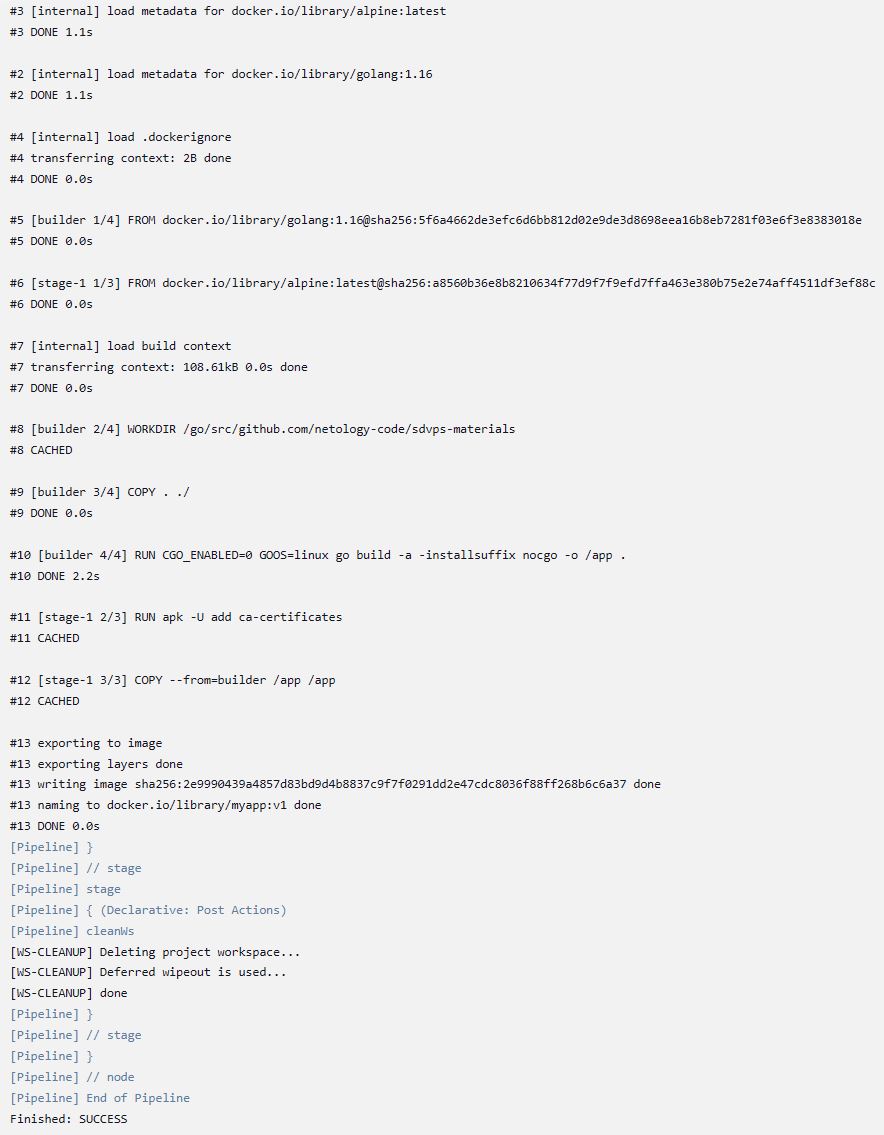 #3 [internal] load metadata for docker.io/library/alpine:latest
#3 DONE 1.1s
#2 [internal] load metadata for docker.io/library/golang:1.16
#2 DONE 1.1s
#4 [internal] load .dockerignore
#4 transferring context: 2B done
#4 DONE 0.0s
#5 [builder 1/4] FROM docker.io/library/golang:1.16@sha256:5f6a4662de3efc6d6bb812d02e9de3d8698eea16b8eb7281f03e6f3e8383018e
#5 DONE 0.0s
#6 [stage-1 1/3] FROM docker.io/library/alpine:latest@sha256:a8560b36e8b8210634f77d9f7f9efd7ffa463e380b75e2e74aff4511df3ef88c
#6 DONE 0.0s
#7 [internal] load build context
#7 transferring context: 108.61kB 0.0s done
#7 DONE 0.0s
#8 [builder 2/4] WORKDIR /go/src/github.com/netology-code/sdvps-materials
#8 CACHED
#9 [builder 3/4] COPY . ./
#9 DONE 0.0s
#10 [builder 4/4] RUN CGO_ENABLED=0 GOOS=linux go build -a -installsuffix nocgo -o /app .
#10 DONE 2.2s
#11 [stage-1 2/3] RUN apk -U add ca-certificates
#11 CACHED
#12 [stage-1 3/3] COPY --from=builder /app /app
#12 CACHED
#13 exporting to image
#13 exporting layers done
#13 writing image sha256:2e9990439a4857d83bd9d4b8837c9f7f0291dd2e47cdc8036f88ff268b6c6a37 done
#13 naming to docker.io/library/myapp:v1 done
#13 DONE 0.0s
[Pipeline] }
[Pipeline] // stage
[Pipeline] stage
[Pipeline] { (Declarative: Post Actions)
[Pipeline] cleanWs
[WS-CLEANUP] Deleting project workspace...
[WS-CLEANUP] Deferred wipeout is used...
[WS-CLEANUP] done
[Pipeline] }
[Pipeline] // stage
[Pipeline] }
[Pipeline] // node
[Pipeline] End of Pipeline
Finished: SUCCESS